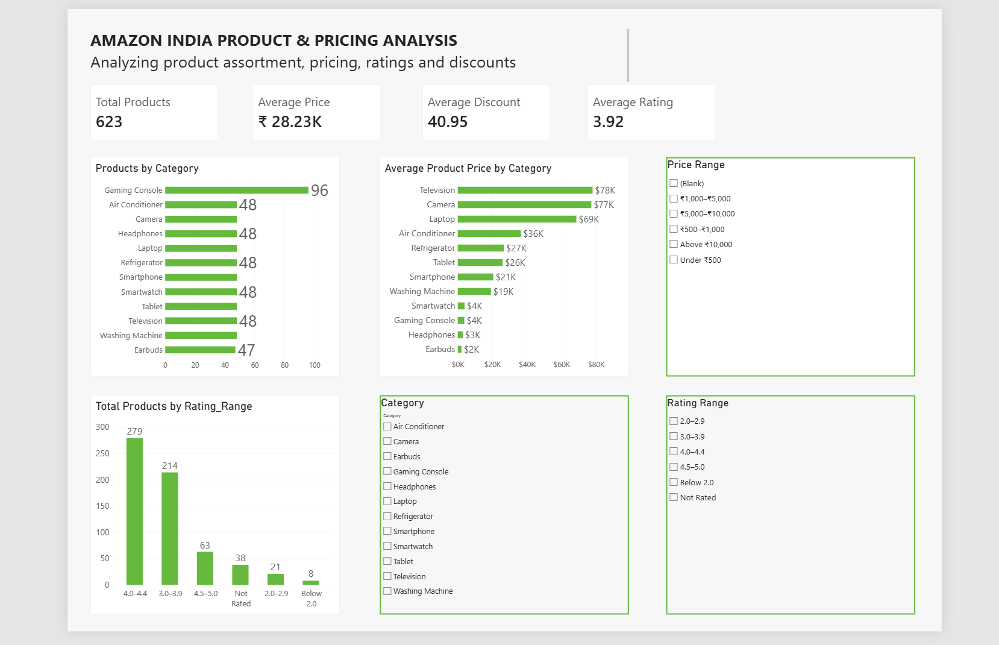 AMAZON INDIA PRODUCT & PRICING ANALYSIS
Analyzing product assortment, pricing, ratings and discounts
Total Products
623
Average Price
₹ 28.23K
Average Discount
40.95
Average Rating
3.92
Products by Category
Gaming Console 96
Air Conditioner 48
Camera
Headphones 48
Laptop
Refrigerator 48
Smartphone
Smartwatch 48
Tablet
Television 48
Washing Machine
Earbuds 47
0 20 40 60 80 100
Average Product Price by Category
Television $78K
Camera $77K
Laptop $69K
Air Conditioner $36K
Refrigerator $27K
Tablet $26K
Smartphone $21K
Washing Machine $19K
Smartwatch $4K
Gaming Console $4K
Headphones $3K
Earbuds $2K
$0K $20K $40K $60K $80K
Price Range
(Blank)
₹1,000–₹5,000
₹5,000–₹10,000
₹500–₹1,000
Above ₹10,000
Under ₹500
Total Products by Rating_Range
300
250
200
150
100
50
0
279
214
63
38
21
8
4.0–4.4 3.0–3.9 4.5–5.0 Not Rated 2.0–2.9 Below 2.0
Category
Category
Air Conditioner
Camera
Earbuds
Gaming Console
Headphones
Laptop
Refrigerator
Smartphone
Smartwatch
Tablet
Television
Washing Machine
Rating Range
2.0–2.9
3.0–3.9
4.0–4.4
4.5–5.0
Below 2.0
Not Rated